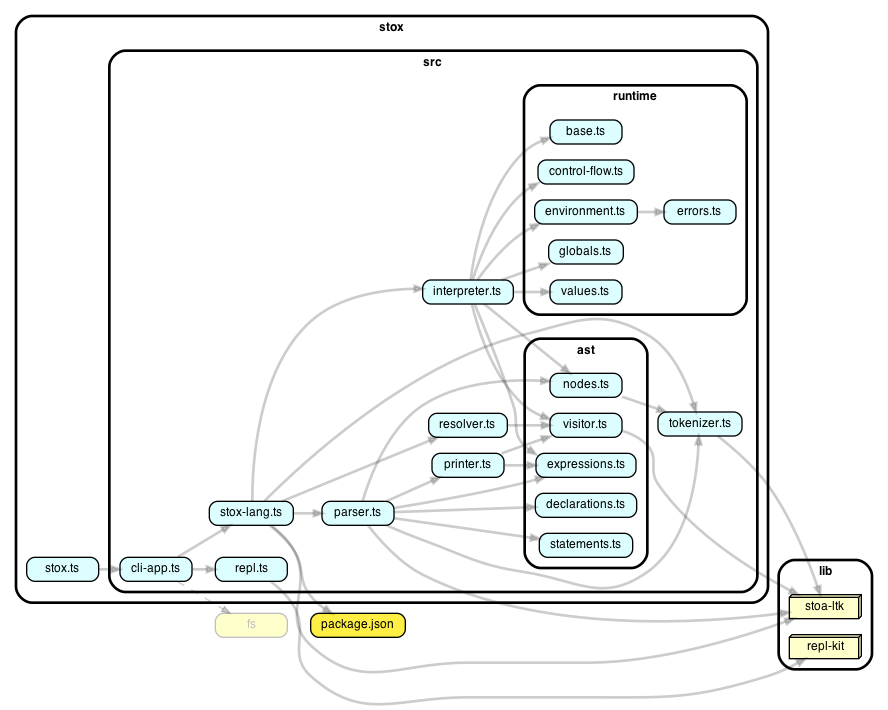 stox
src
runtime
base.ts
control-flow.ts
environment.ts
errors.ts
globals.ts
interpreter.ts
values.ts
ast
nodes.ts
resolver.ts
visitor.ts
tokenizer.ts
printer.ts
expressions.ts
stox-lang.ts
parser.ts
declarations.ts
statements.ts
stox.ts
cli-app.ts
repl.ts
lib
stoa-ltk
fs
package.json
repl-kit